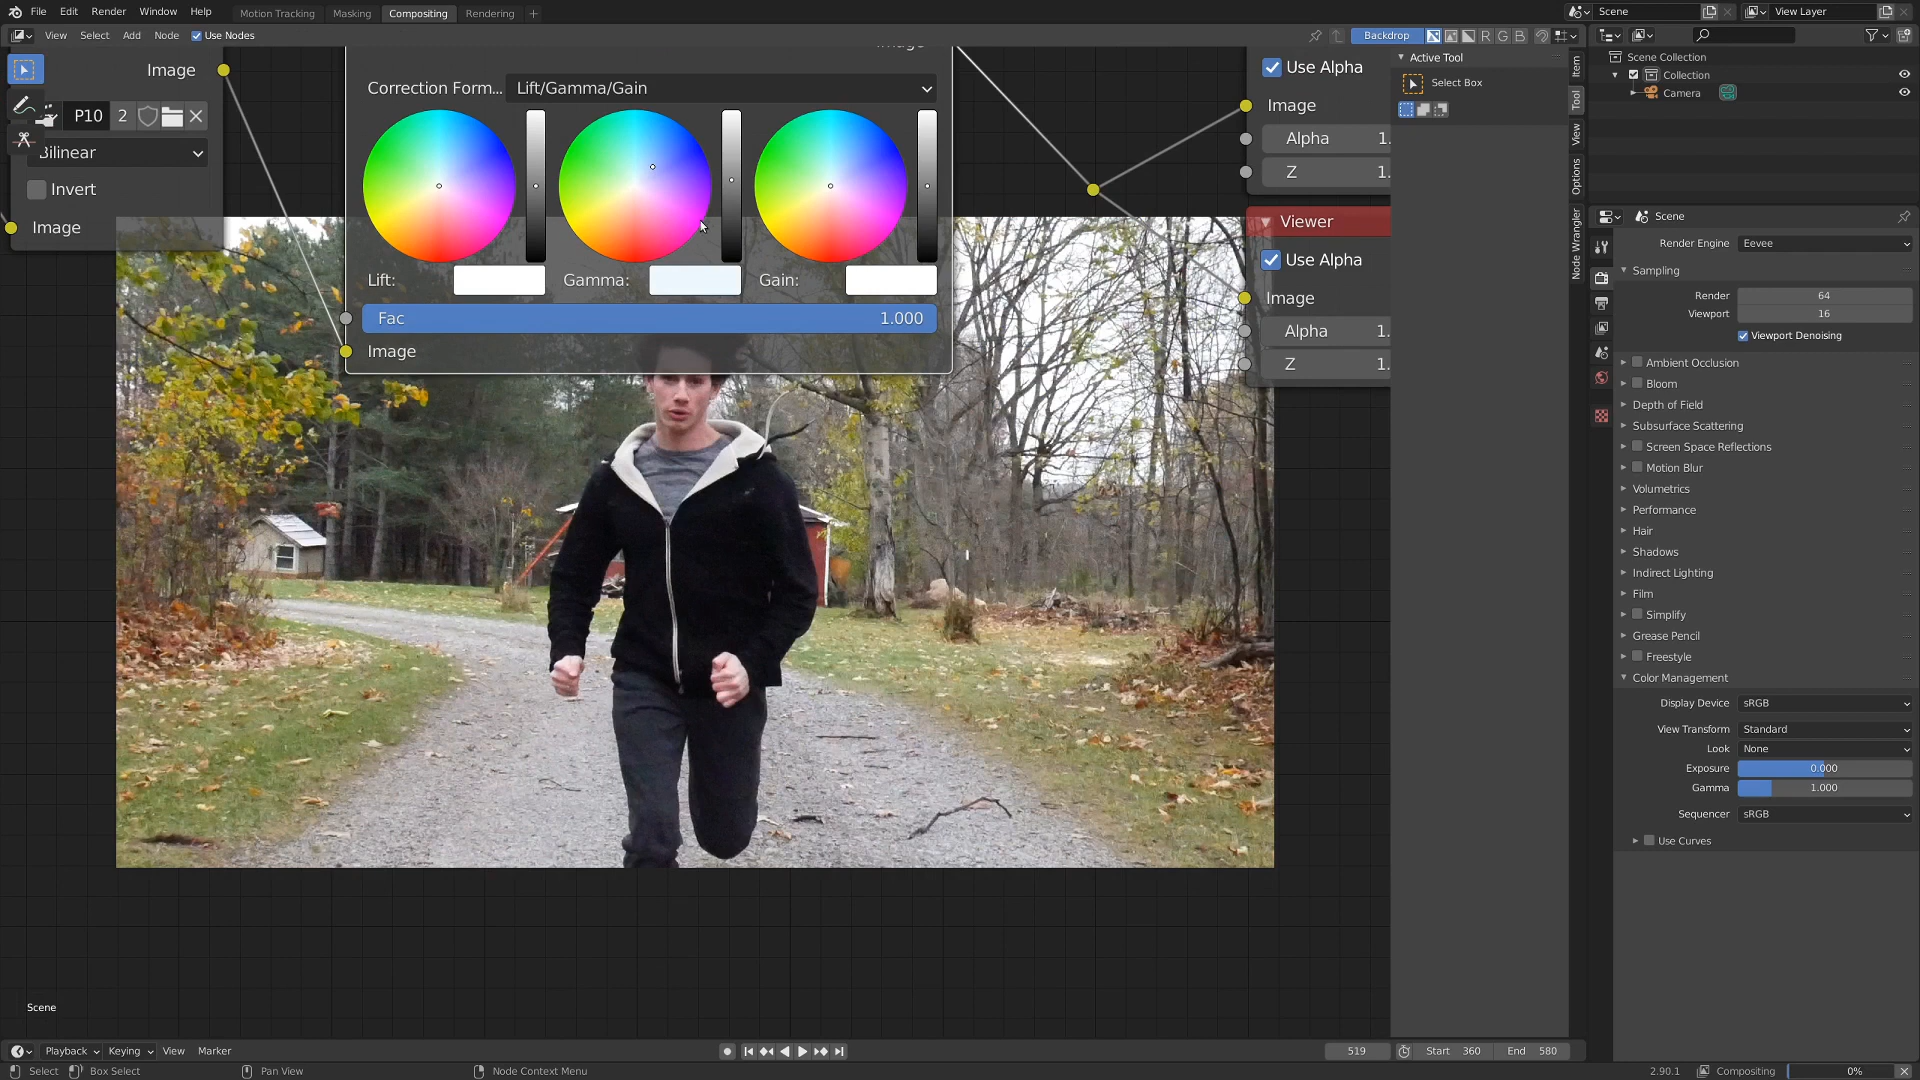 File Edit Render Window Help Motion Tracking Masking Compositing Rendering + Scene View Layer
View Select Add Node Use Nodes Backdrop R G B
Image
P10 2
Bilinear
Invert
Image
Correction Form... Lift/Gamma/Gain
Lift: Gamma: Gain:
Fac 1.000
Image
Use Alpha
Image
Alpha 1.
Z 1.
Viewer
Use Alpha
Image
Alpha 1.
Z 1.
Active Tool
Select Box
Item
Tool
View
Options
Node Wrangler
Scene Collection
Collection
Camera
Scene
Render Engine Eevee
Sampling
Render 64
Viewport 16
Viewport Denoising
Ambient Occlusion
Bloom
Depth of Field
Subsurface Scattering
Screen Space Reflections
Motion Blur
Volumetrics
Performance
Hair
Shadows
Indirect Lighting
Film
Simplify
Grease Pencil
Freestyle
Color Management
Display Device sRGB
View Transform Standard
Look None
Exposure 0.000
Gamma 1.000
Sequencer sRGB
Use Curves
Scene
Playback Keying View Marker 519 Start 360 End 580
Select Box Select Pan View Node Context Menu 2.90.1 Compositing 0%